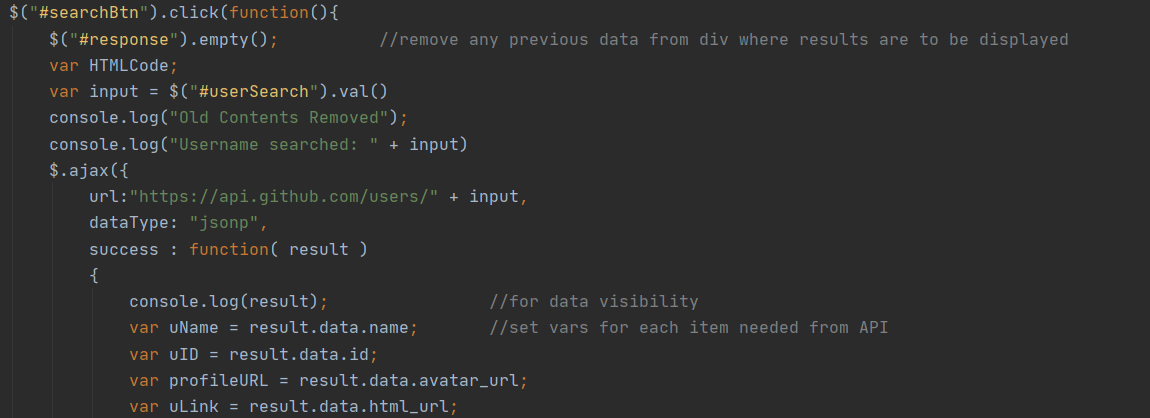 $("#searchBtn").click(function(){
    $("#response").empty();          //remove any previous data from div where results are to be displayed
    var HTMLCode;
    var input = $("#userSearch").val()
    console.log("Old Contents Removed");
    console.log("Username searched: " + input)
    $.ajax({
        url:"https://api.github.com/users/" + input,
        dataType: "jsonp",
        success : function( result )
        {
            console.log(result);                //for data visibility
            var uName = result.data.name;       //set vars for each item needed from API
            var uID = result.data.id;
            var profileURL = result.data.avatar_url;
            var uLink = result.data.html_url;